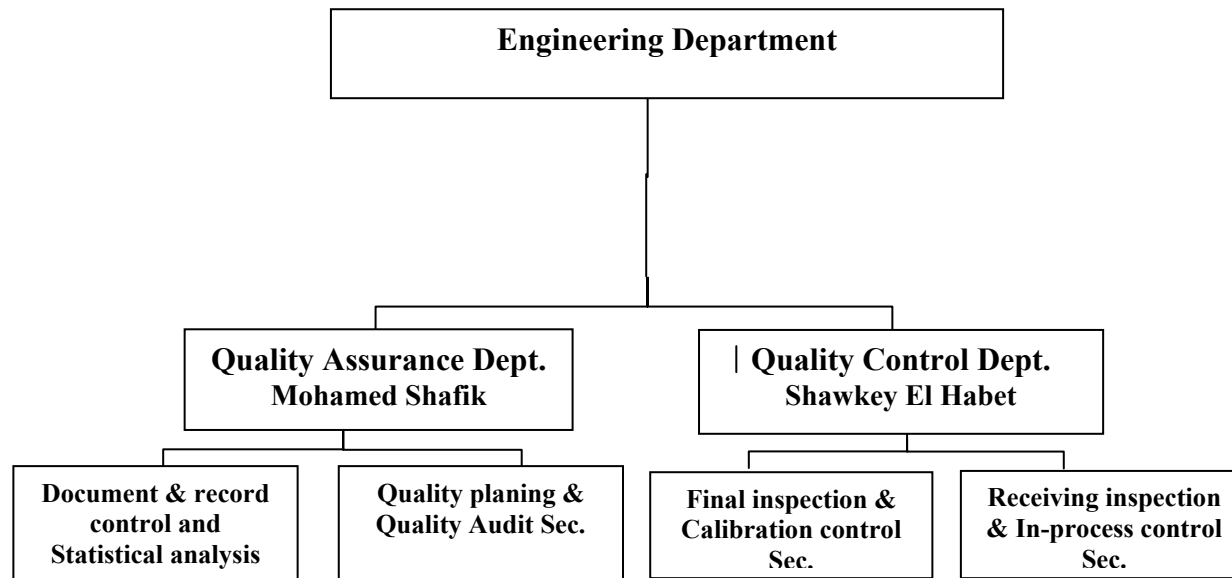 Engineering Department
Quality Assurance Dept.
Mohamed Shafik
| Quality Control Dept.
Shawkey El Habet
Document & record
control and
Statistical analysis
Quality planing &
Quality Audit Sec.
Final inspection &
Calibration control
Sec.
Receiving inspection
& In-process control
Sec.